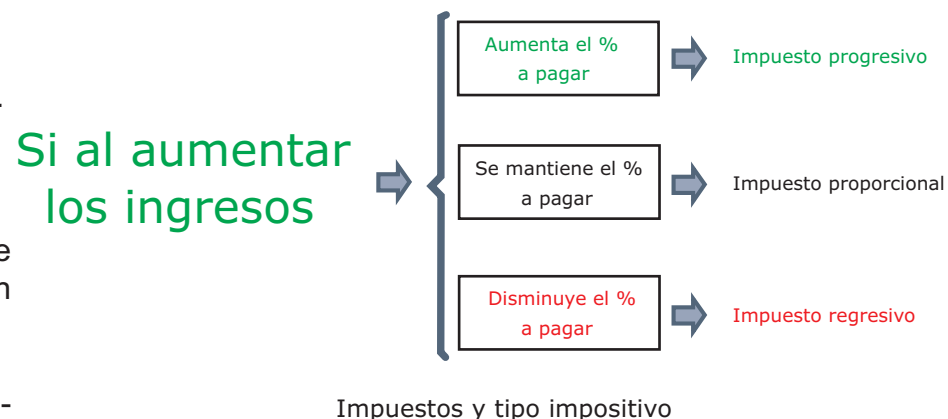 Si al aumentar
los ingresos
Aumenta el %
a pagar
Impuesto progresivo
Se mantiene el %
a pagar
Impuesto proporcional
Disminuye el %
a pagar
Impuesto regresivo
.
e
n
-
Impuestos y tipo impositivo